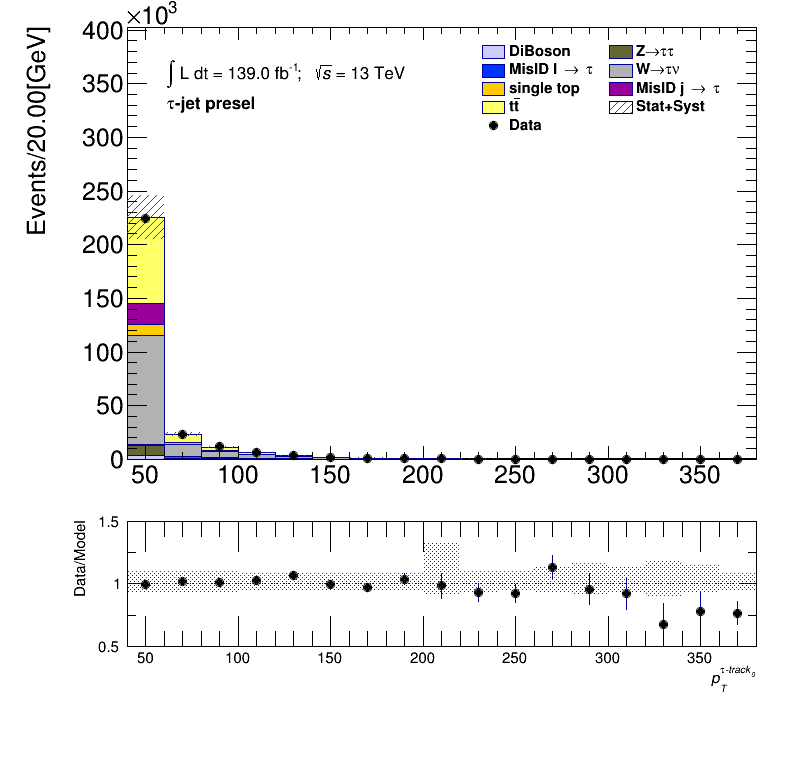 ×10³
Events/20.00[GeV]
400
350
300
250
200
150
100
50
0
∫ L dt = 139.0 fb⁻¹; √s = 13 TeV
τ-jet presel
DiBoson
Z→ττ
MisID l → τ
W→τν
single top
MisID j → τ
tt̄
Stat+Syst
Data
50 100 150 200 250 300 350
Data/Model
1.5
1
0.5
50 100 150 200 250 300 350
p_T^τ-track₀